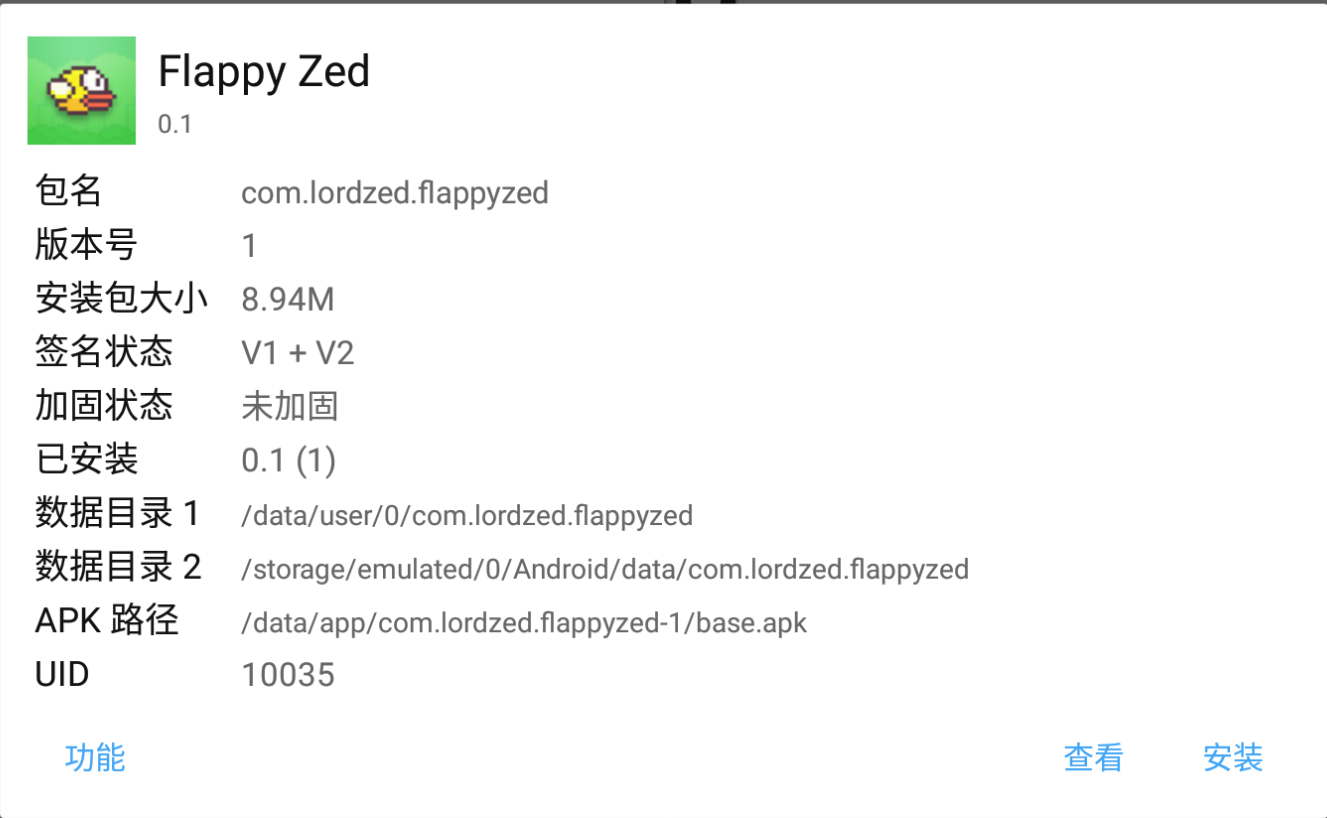 Flappy Zed
0.1
包名 com.lordzed.flappyzed
版本号 1
安装包大小 8.94M
签名状态 V1 + V2
加固状态 未加固
已安装 0.1 (1)
数据目录 1 /data/user/0/com.lordzed.flappyzed
数据目录 2 /storage/emulated/0/Android/data/com.lordzed.flappyzed
APK 路径 /data/app/com.lordzed.flappyzed-1/base.apk
UID 10035
功能 查看 安装